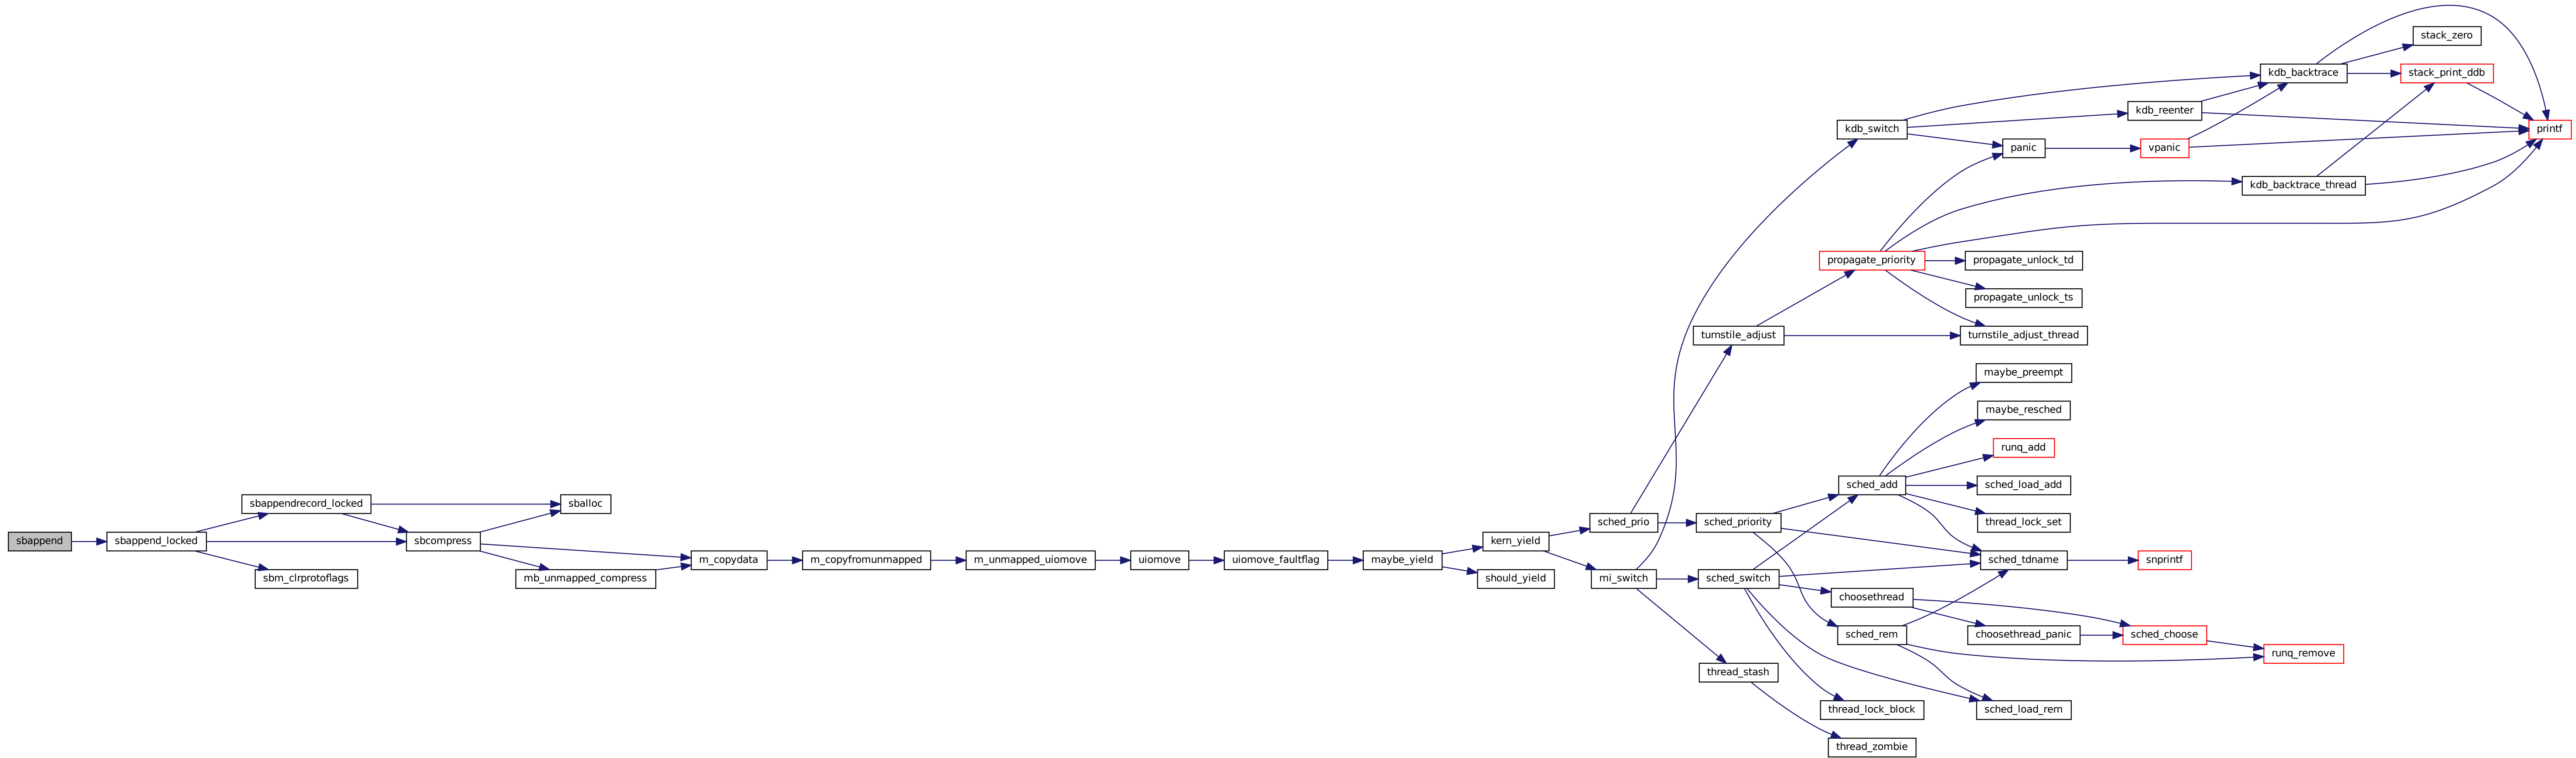 sbappend
sbappend_locked
sbappendrecord_locked
sbm_clrprotoflags
sbcompress
sballoc
mb_unmapped_compress
m_copydata
m_copyfromunmapped
m_unmapped_uiomove
uiomove
uiomove_faultflag
maybe_yield
kern_yield
should_yield
sched_prio
mi_switch
turnstile_adjust
sched_priority
sched_switch
thread_stash
kdb_switch
propagate_priority
sched_add
choosethread
sched_rem
thread_lock_block
thread_zombie
panic
propagate_unlock_td
propagate_unlock_ts
turnstile_adjust_thread
maybe_preempt
maybe_resched
runq_add
sched_load_add
thread_lock_set
sched_tdname
choosethread_panic
sched_load_rem
kdb_reenter
vpanic
snprintf
sched_choose
kdb_backtrace
kdb_backtrace_thread
runq_remove
stack_zero
stack_print_ddb
printf